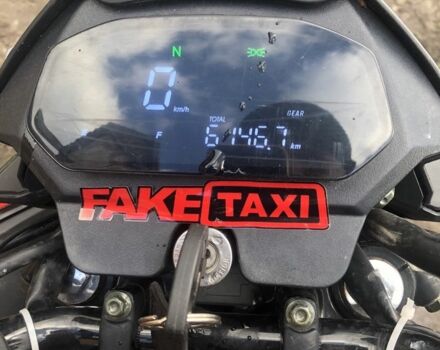 N
0
km/h
TOTAL
GEAR
F
6146.7 km
FAKE TAXI